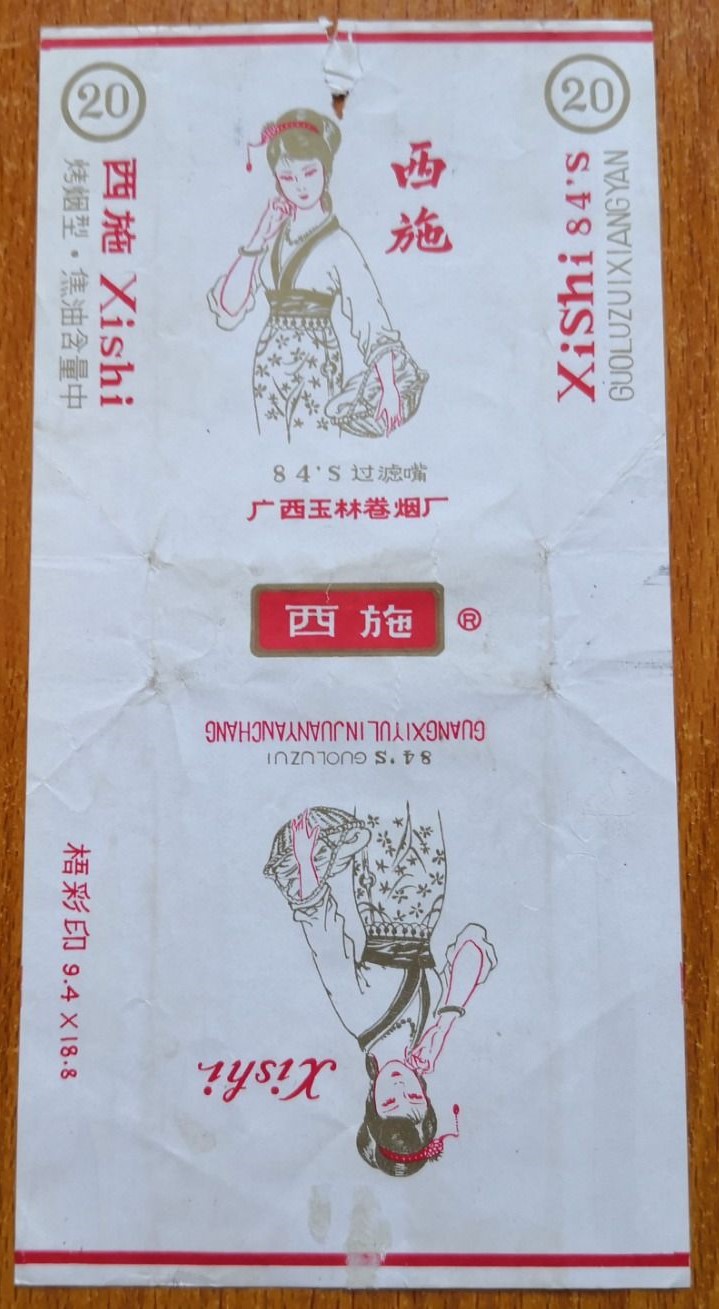 20
西施 Xishi
烤烟型·焦油含量中
西施
84'S 过滤嘴
广西玉林卷烟厂
20
XiShi 84'S
GUOLUZUIXIANGYAN
西施 ®
GUANGXIYULINJUANYANCHANG
84'S GUOLUZUI
Xishi
梧彩印 9.4×18.8